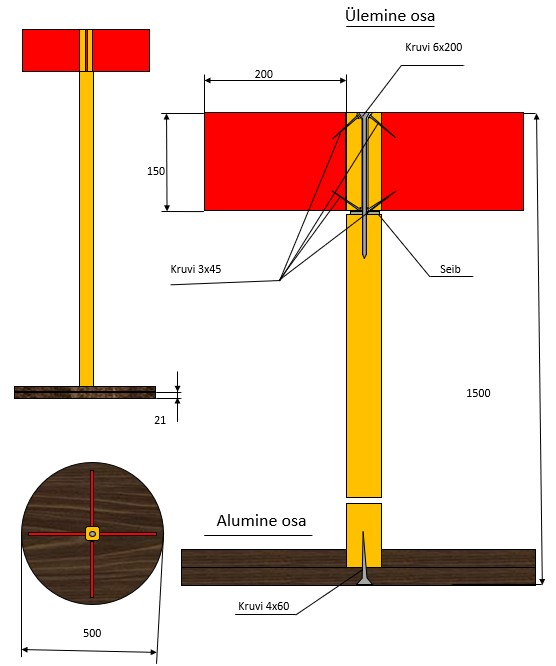 Ülemine osa
Kruvi 6x200
200
150
Kruvi 3x45
Seib
1500
21
Alumine osa
Kruvi 4x60
500